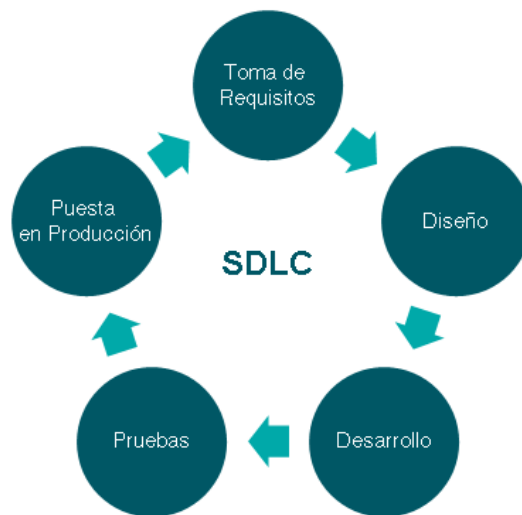 Toma de
Requisitos
Diseño
Desarrollo
Pruebas
Puesta
en Producción
SDLC